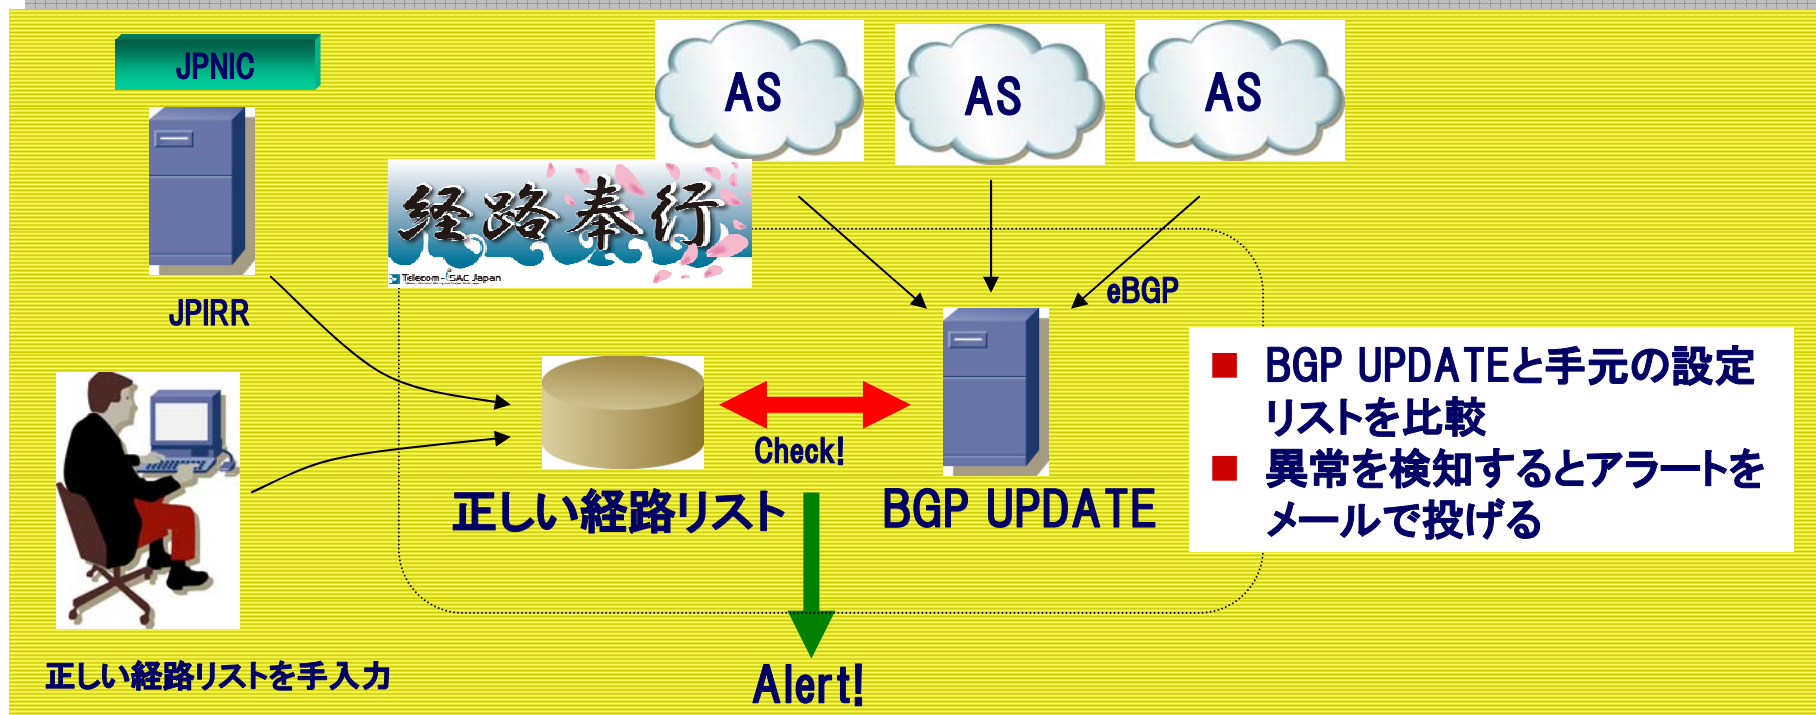 JPNIC
AS
AS
AS
経路奉行
Telecom-ISAC Japan
JPIRR
eBGP
Check!
正しい経路リスト
BGP UPDATE
BGP UPDATEと手元の設定
リストを比較
異常を検知するとアラートを
メールで投げる
正しい経路リストを手入力
Alert!